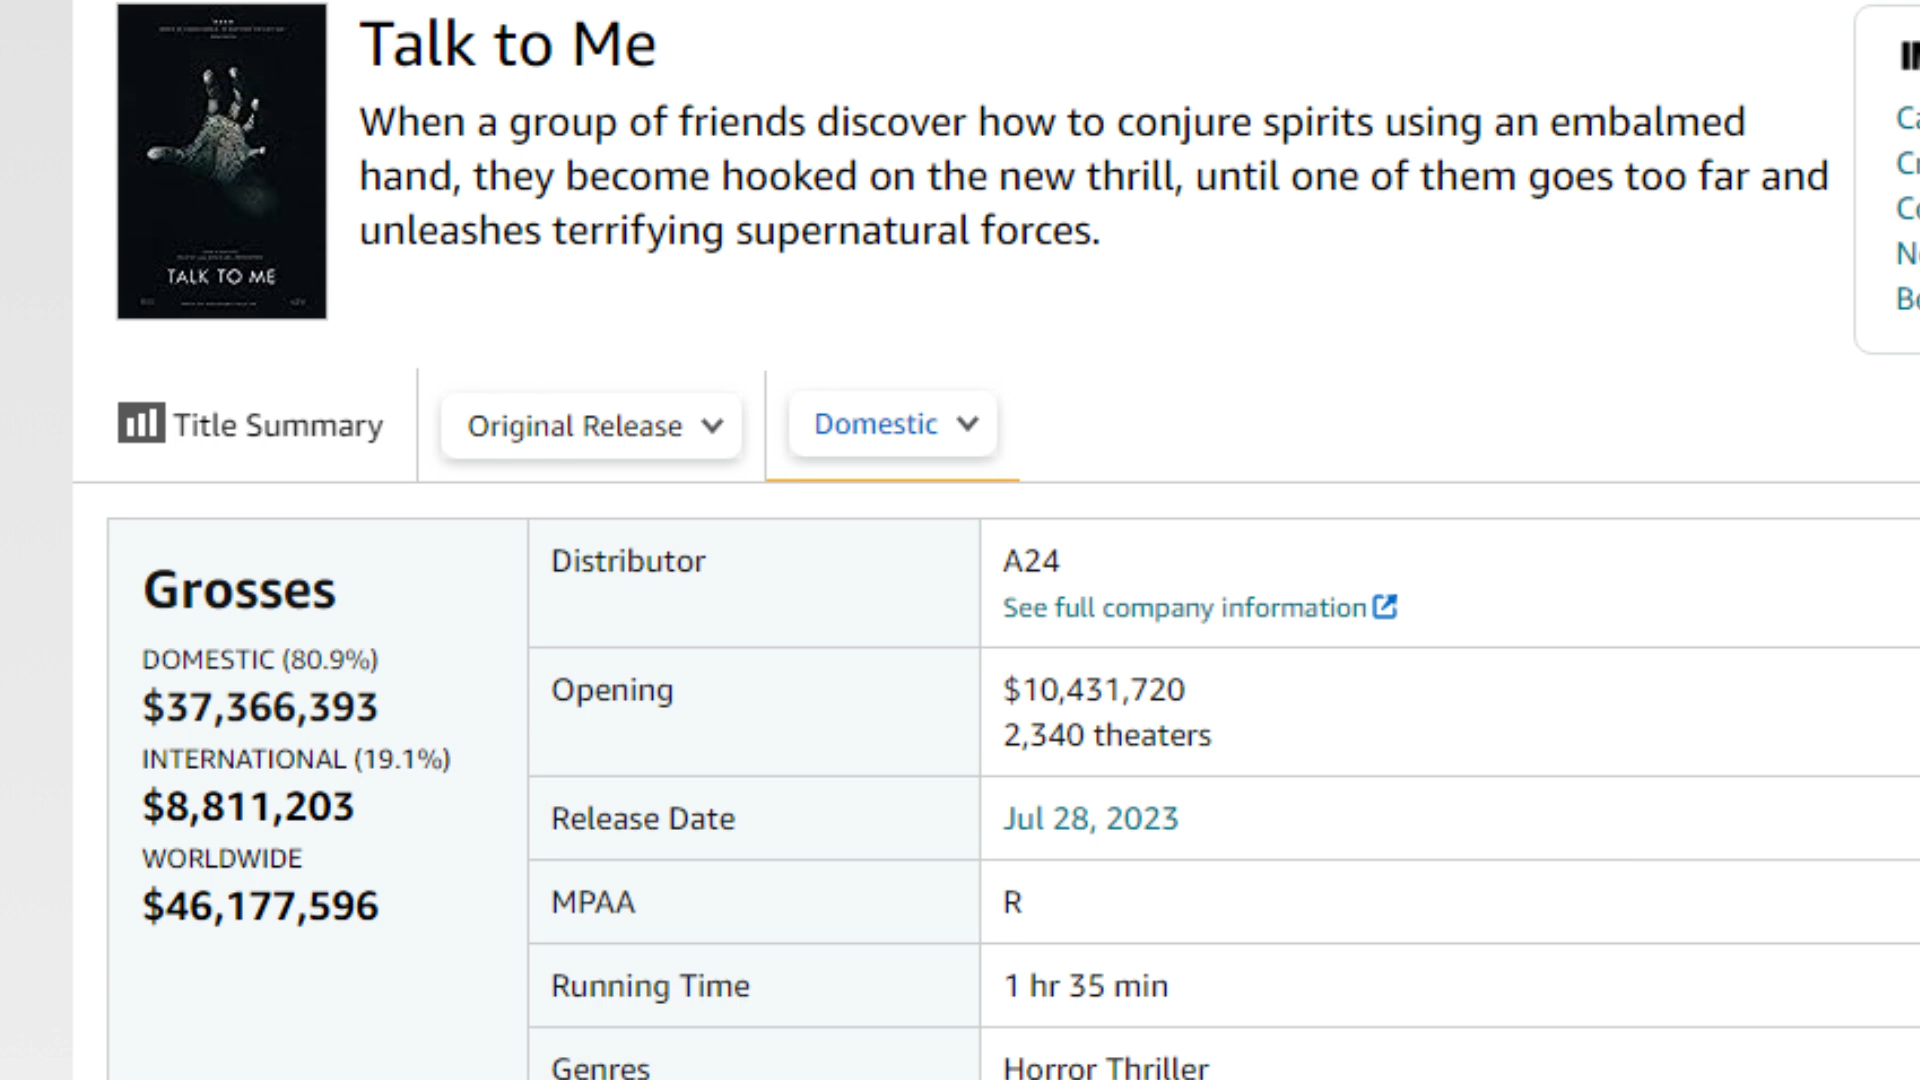 Talk to Me
When a group of friends discover how to conjure spirits using an embalmed
hand, they become hooked on the new thrill, until one of them goes too far and
unleashes terrifying supernatural forces.
TALK TO ME
Title Summary
Original Release
Domestic
Grosses
DOMESTIC (80.9%)
$37,366,393
INTERNATIONAL (19.1%)
$8,811,203
WORLDWIDE
$46,177,596
Distributor
A24
See full company information
Opening
$10,431,720
2,340 theaters
Release Date
Jul 28, 2023
MPAA
R
Running Time
1 hr 35 min
Genres
Horror Thriller